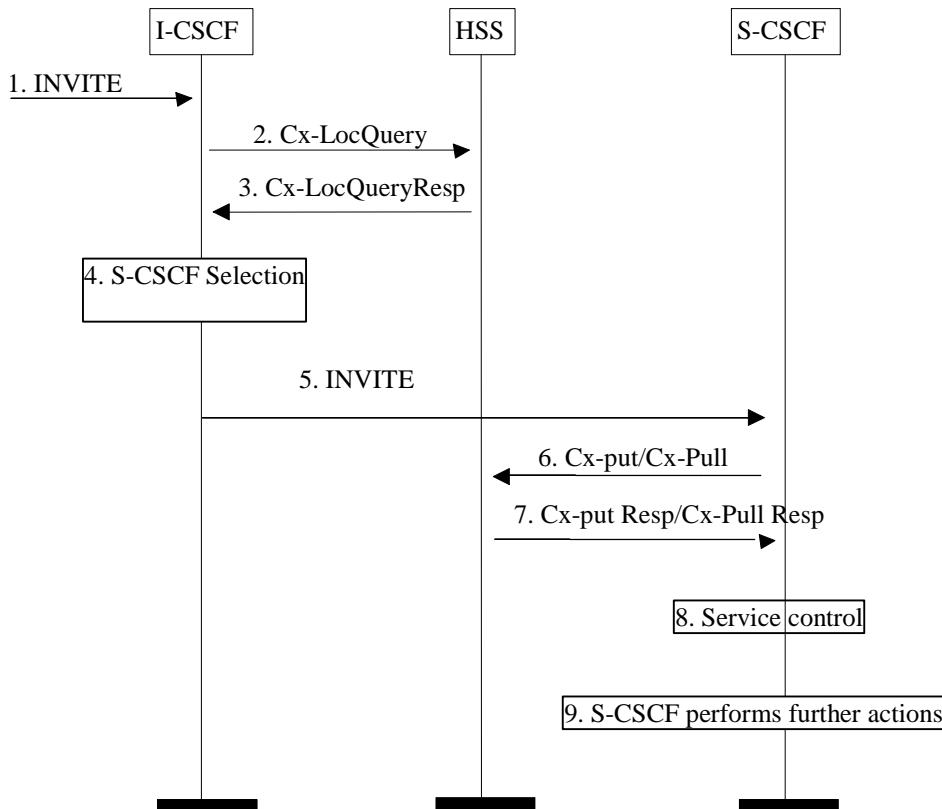 I-CSCF
HSS
S-CSCF
1. INVITE
2. Cx-LocQuery
3. Cx-LocQueryResp
4. S-CSCF Selection
5. INVITE
6. Cx-put/Cx-Pull
7. Cx-put Resp/Cx-Pull Resp
8. Service control
9. S-CSCF performs further actions